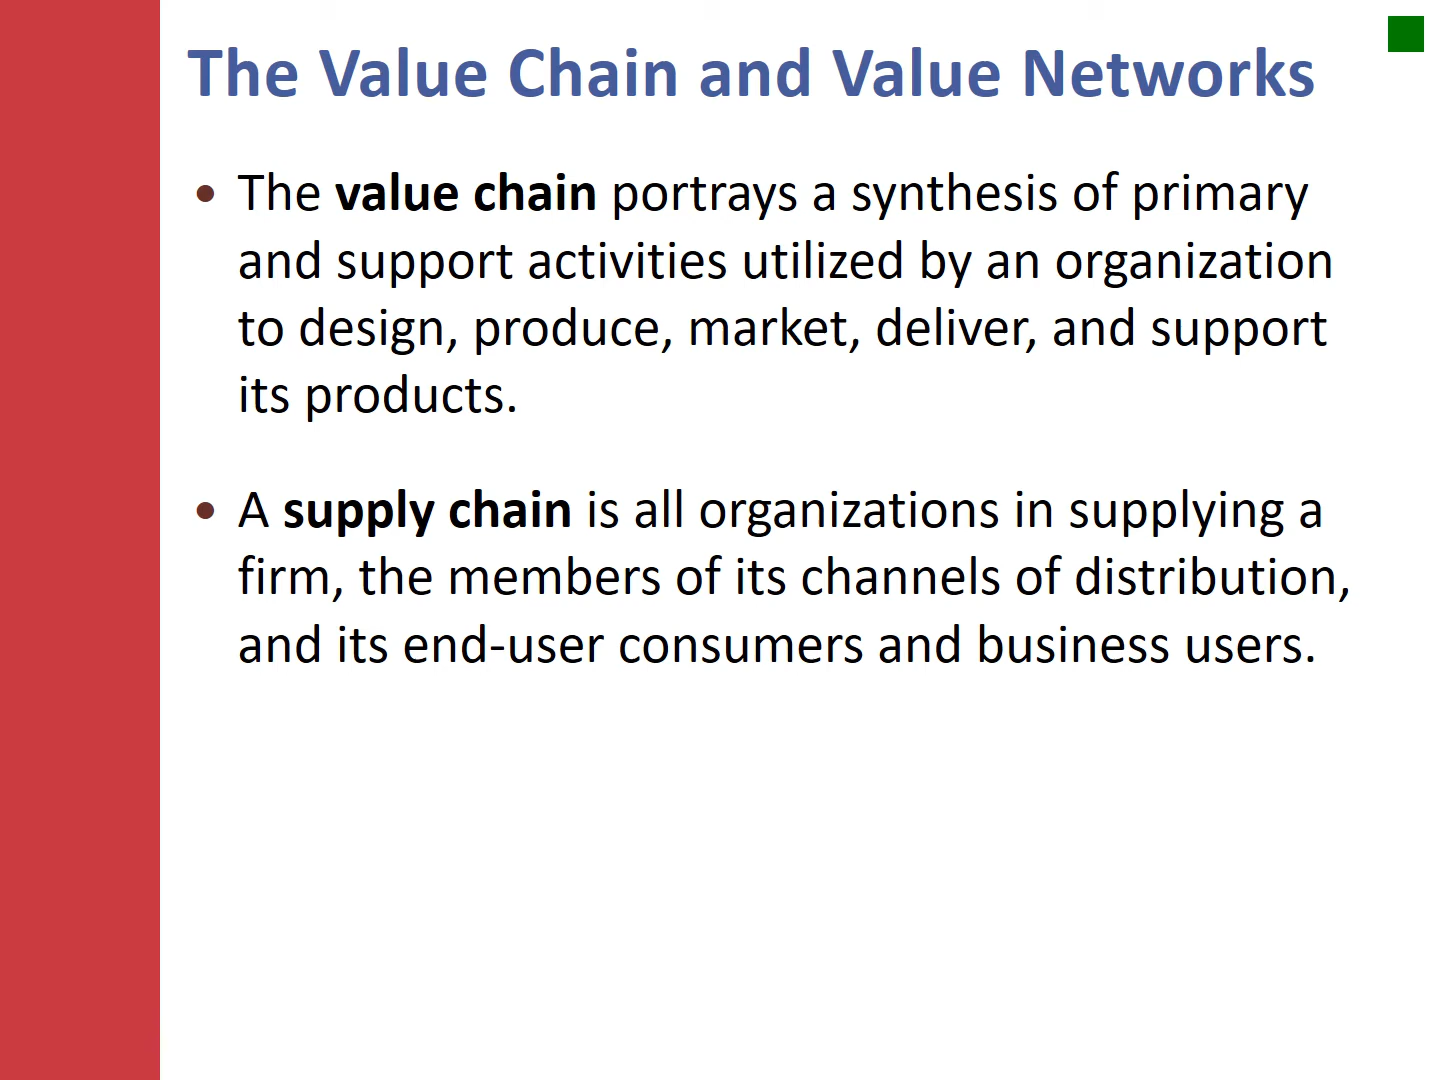 The Value Chain and Value Networks
• The value chain portrays a synthesis of primary
and support activities utilized by an organization
to design, produce, market, deliver, and support
its products.
• A supply chain is all organizations in supplying a
firm, the members of its channels of distribution,
and its end-user consumers and business users.